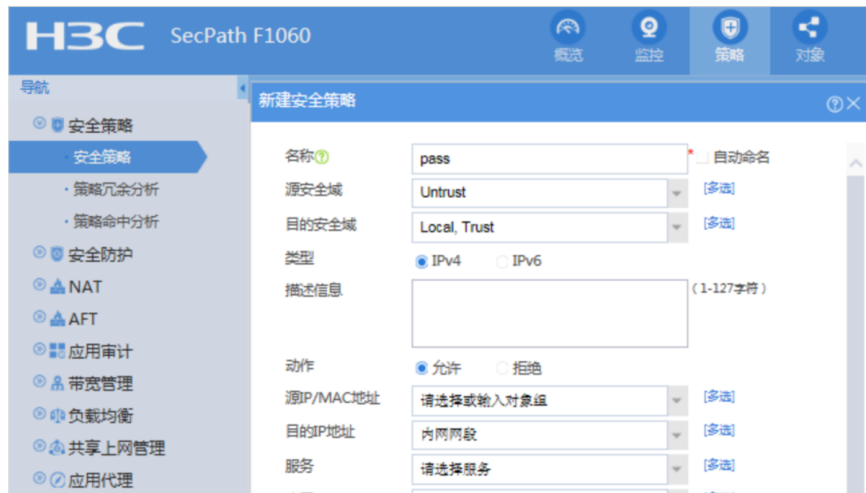 H3C SecPath F1060
概览 监控 策略 对象
导航
新建安全策略
安全策略
安全策略
策略冗余分析
策略命中分析
安全防护
NAT
AFT
应用审计
带宽管理
负载均衡
共享上网管理
应用代理
名称 pass * 自动命名
源安全域 Untrust [多选]
目的安全域 Local, Trust [多选]
类型 IPv4 IPv6
描述信息 (1-127字符)
动作 允许 拒绝
源IP/MAC地址 请选择或输入对象组 [多选]
目的IP地址 内网网段 [多选]
服务 请选择服务 [多选]